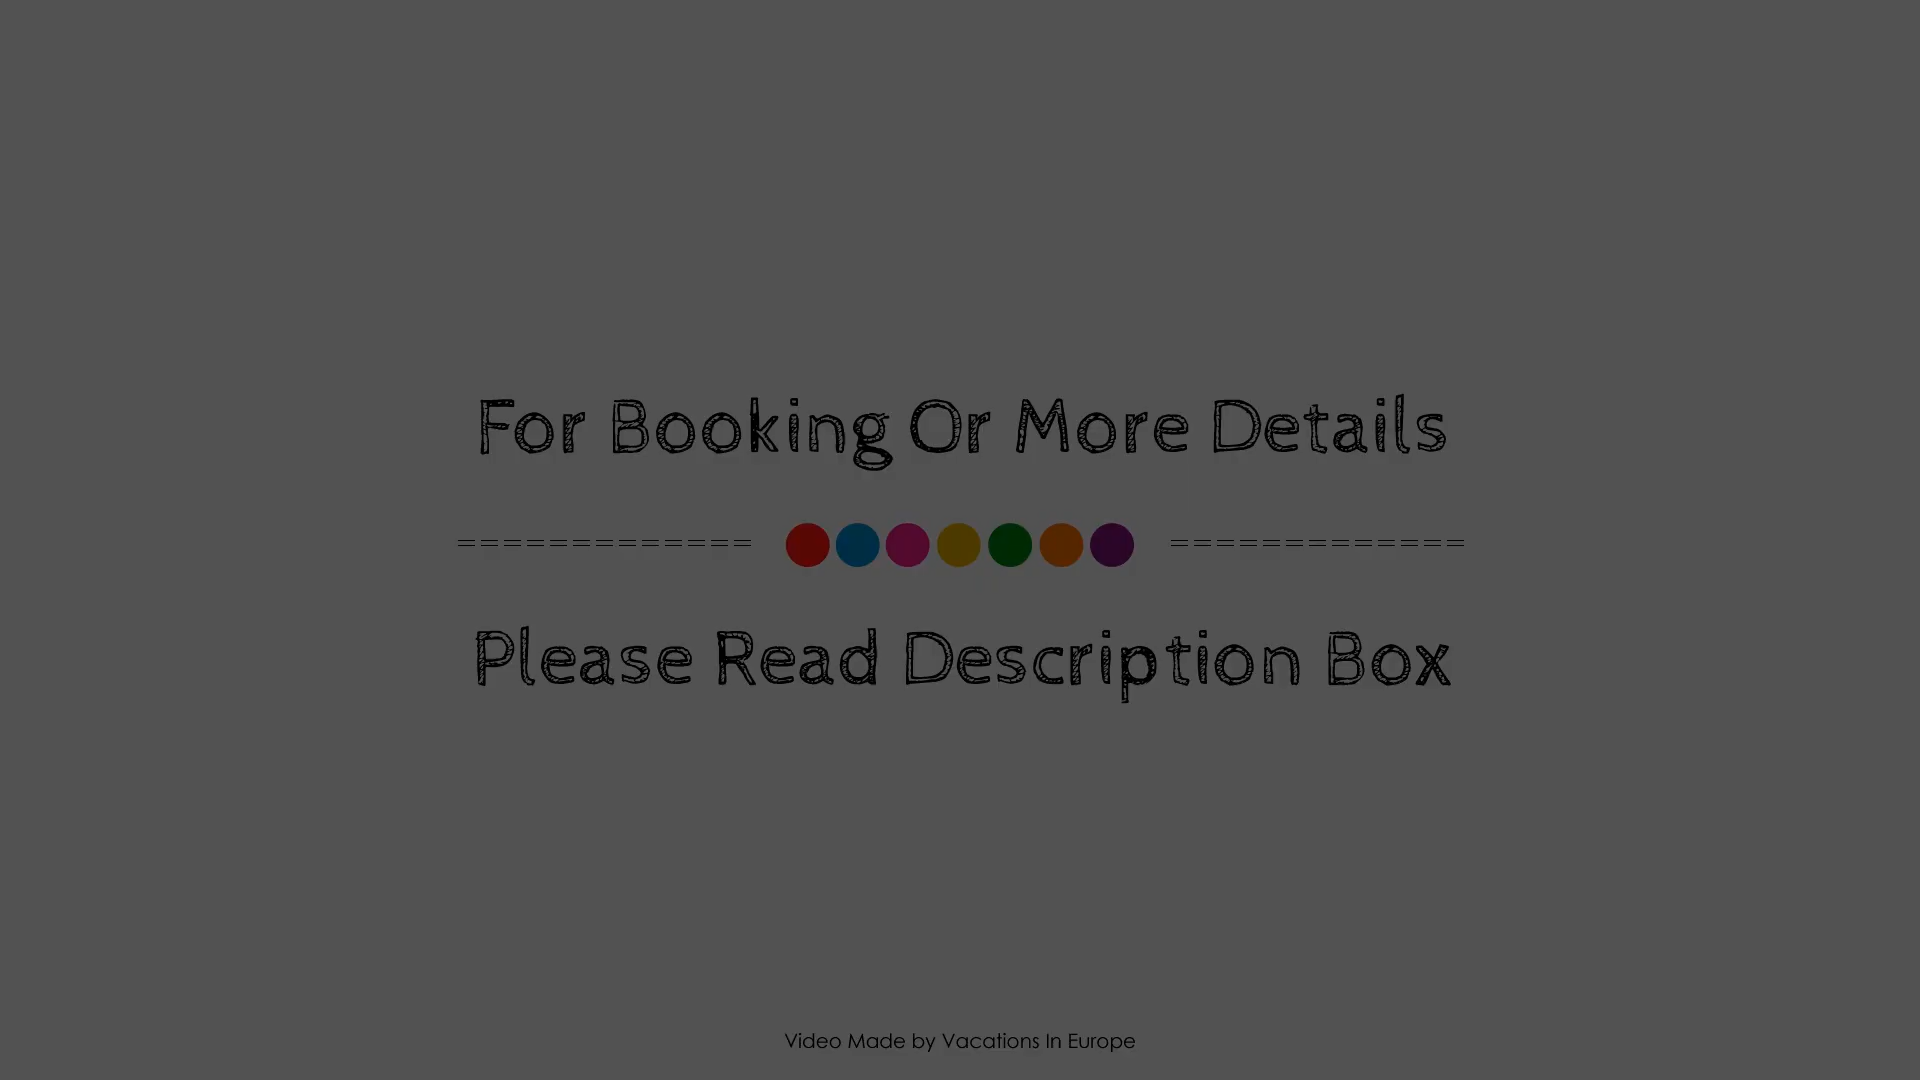 For Booking Or More Details
============= =============
Please Read Description Box
Video Made by Vacations In Europe